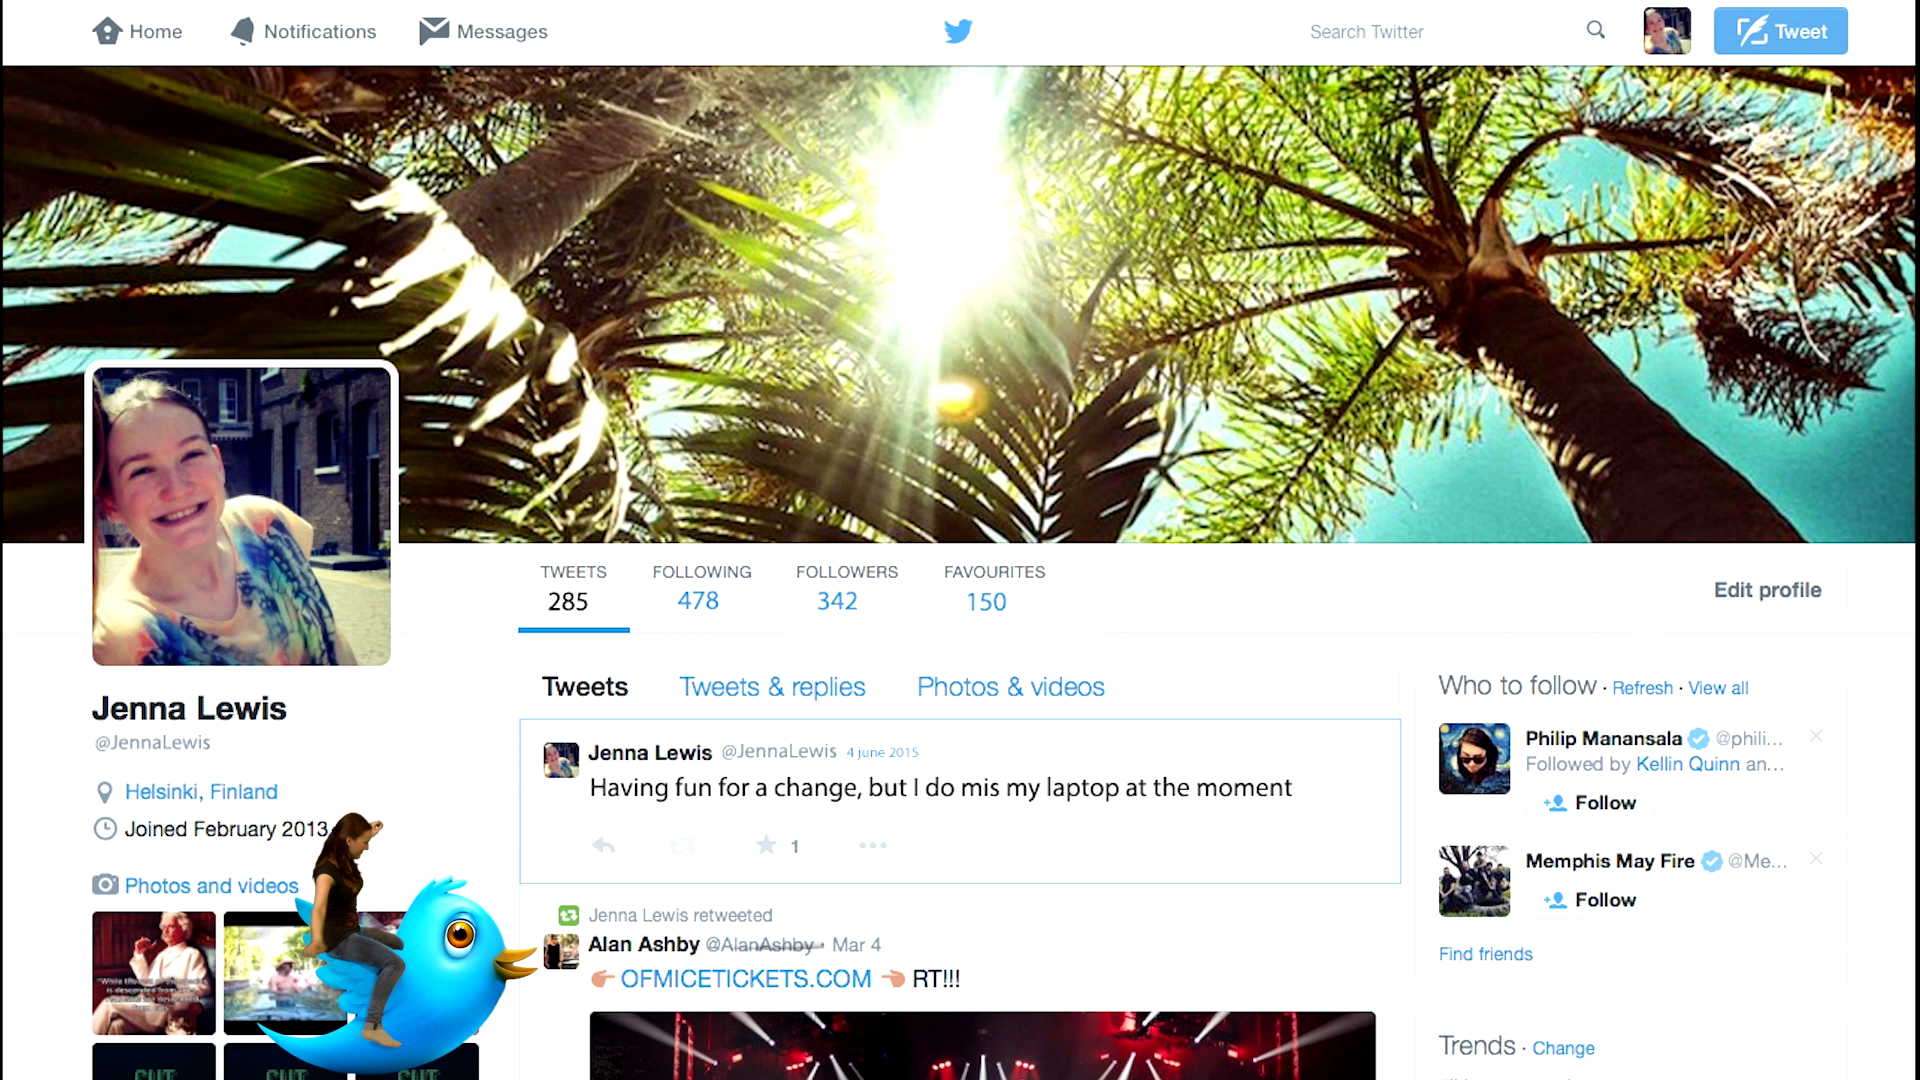 Home Notifications Messages Search Twitter Tweet
TWEETS FOLLOWING FOLLOWERS FAVOURITES
285 478 342 150
Edit profile
Jenna Lewis
@JennaLewis
Helsinki, Finland
Joined February 2013
Photos and videos
Tweets Tweets & replies Photos & videos
Jenna Lewis @JennaLewis 4 june 2015
Having fun for a change, but I do mis my laptop at the moment
1
Jenna Lewis retweeted
Alan Ashby @AlanAshby · Mar 4
OFMICETICKETS.COM RT!!!
Who to follow · Refresh · View all
Philip Manansala @phili...
Followed by Kellin Quinn an...
Follow
Memphis May Fire @Me...
Follow
Find friends
Trends · Change